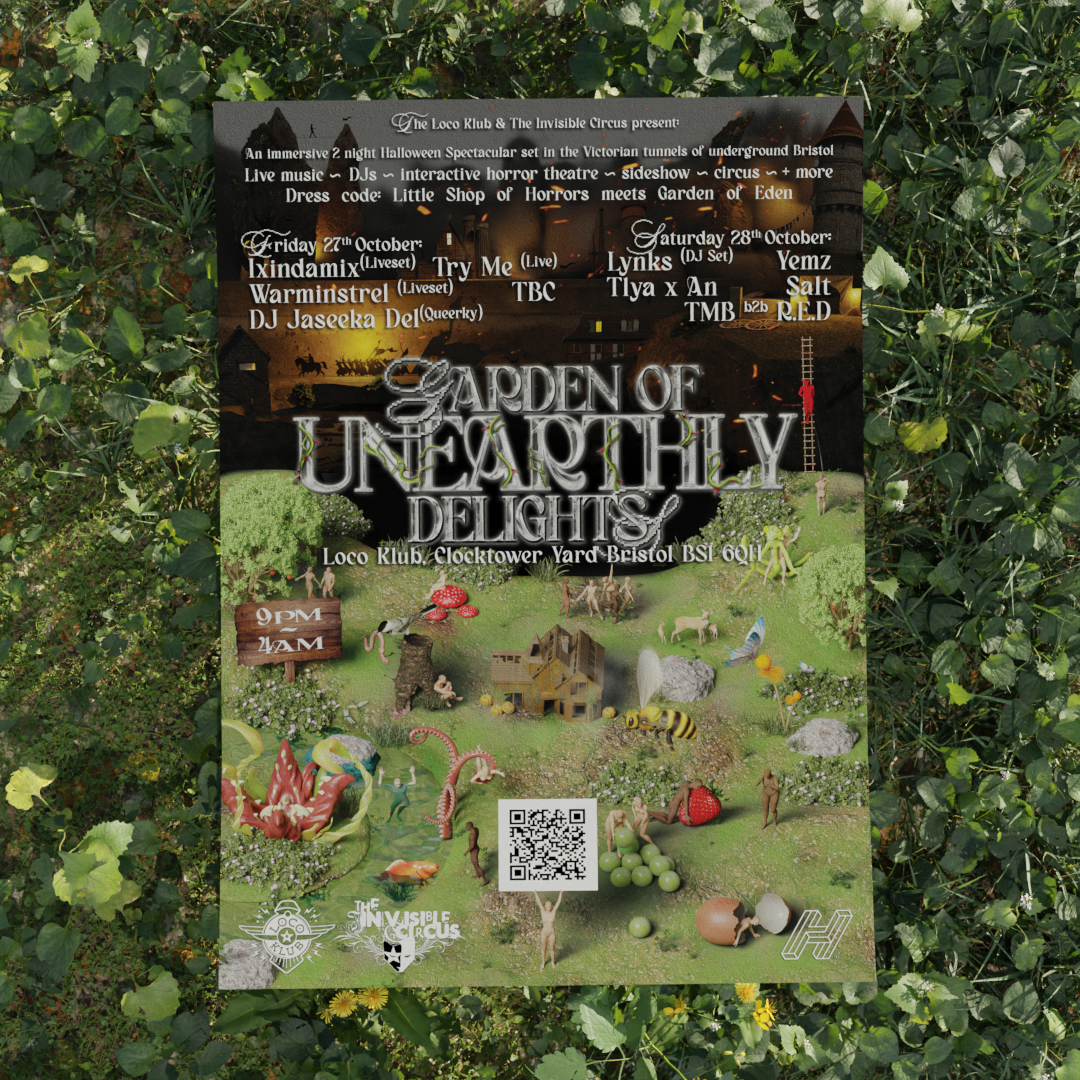 The Loco Klub & The Invisible Circus present:
An immersive 2 night Halloween Spectacular set in the Victorian tunnels of underground Bristol
Live music ~ DJs ~ interactive horror theatre ~ sideshow ~ circus ~ + more
Dress code: Little Shop of Horrors meets Garden of Eden
Friday 27th October:
Ixindamix (Liveset) Try Me (Live)
Warminstrel (Liveset) TBC
DJ Jaseeka Del (Queerky)
Saturday 28th October:
Lynks (DJ Set) Yemz
Tlya x An Salt
TMB b2b R.E.D
GARDEN OF
UNEARTHLY
DELIGHTS
Loco Klub, Clocktower Yard Bristol BS1 6QH
9PM
~
4AM
LOCO
KLUB
THE
INVISIBLE
CIRCUS
H